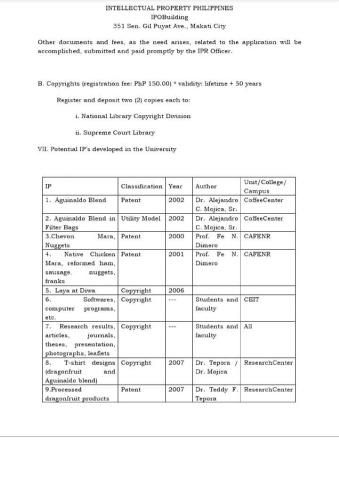 INTELLECTUAL PROPERTY PHILIPPINES
IPOBuilding
351 Sen. Gil Puyat Ave., Makati City
Other documents and fees, as the need arises, related to the application will be
accomplished, submitted and paid promptly by the IPR Officer.
B. Copyrights (registration fee: PhP 150.00) * validity: lifetime + 50 years
Register and deposit two (2) copies each to:
i. National Library Copyright Division
ii. Supreme Court Library
VII. Potential IP's developed in the University
IP Classification Year Author Unit/College/
Campus
1. Aguinaldo Blend Patent 2002 Dr. Alejandro CoffeeCenter
C. Mojica, Sr.
2. Aguinaldo Blend in Utility Model 2002 Dr. Alejandro CoffeeCenter
Filter Bags C. Mojica, Sr.
3.Chevon Mara, Patent 2000 Prof. Fe N. CAFENR
Nuggets Dimero
4. Native Chicken Patent 2001 Prof. Fe N. CAFENR
Mara, reformed ham, Dimero
sausage, nuggets,
franks
5. Laya at Diwa Copyright 2006
6. Softwares, Copyright --- Students and CEIT
computer programs, faculty
etc.
7. Research results, Copyright --- Students and All
articles, journals, faculty
theses, presentation,
photographs, leaflets
8. T-shirt designs Copyright 2007 Dr. Tepora / ResearchCenter
(dragonfruit and Dr. Mojica
Aguinaldo blend)
9.Processed Patent 2007 Dr. Teddy F. ResearchCenter
dragonfruit products Tepora